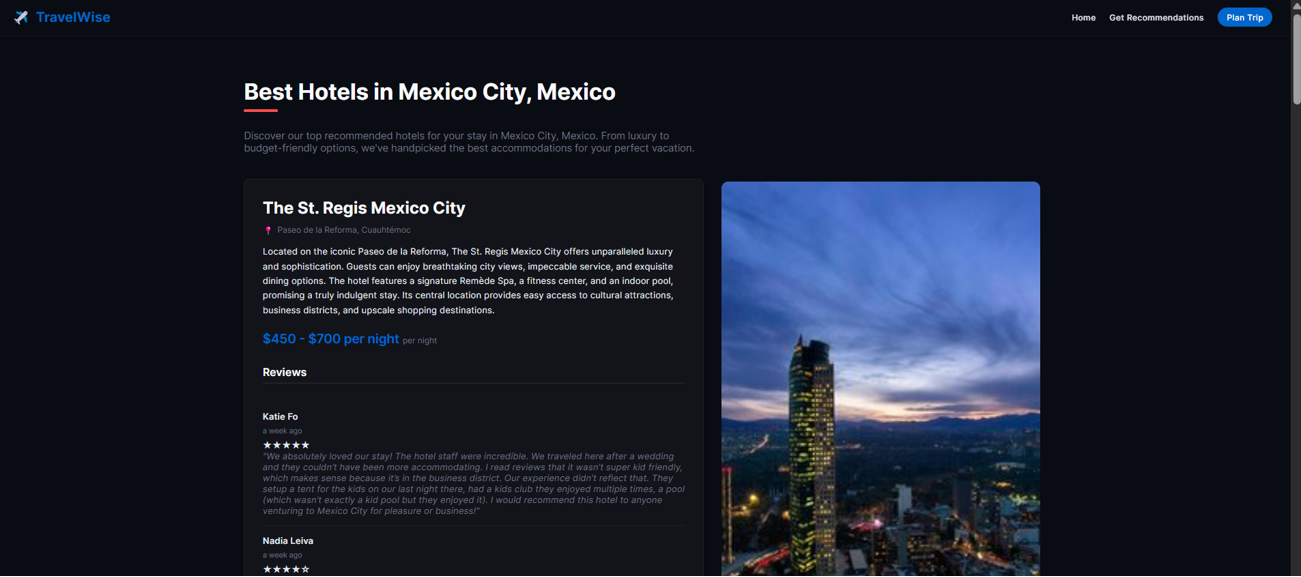 TravelWise
Home
Get Recommendations
Plan Trip
Best Hotels in Mexico City, Mexico
Discover our top recommended hotels for your stay in Mexico City, Mexico. From luxury to
budget-friendly options, we've handpicked the best accommodations for your perfect vacation.
The St. Regis Mexico City
Paseo de la Reforma, Cuauhtémoc
Located on the iconic Paseo de la Reforma, The St. Regis Mexico City offers unparalleled luxury
and sophistication. Guests can enjoy breathtaking city views, impeccable service, and exquisite
dining options. The hotel features a signature Remède Spa, a fitness center, and an indoor pool,
promising a truly indulgent stay. Its central location provides easy access to cultural attractions,
business districts, and upscale shopping destinations.
$450 - $700 per night per night
Reviews
Katie Fo
a week ago
★★★★★
"We absolutely loved our stay! The hotel staff were incredible. We traveled here after a wedding
and they couldn't have been more accommodating. I read reviews that it wasn't super kid friendly,
which makes sense because it's in the business district. Our experience didn't reflect that. They
setup a tent for the kids on our last night there, had a kids club they enjoyed multiple times, a pool
(which wasn't exactly a kid pool but they enjoyed it). I would recommend this hotel to anyone
venturing to Mexico City for pleasure or business!"
Nadia Leiva
a week ago
★★★★☆